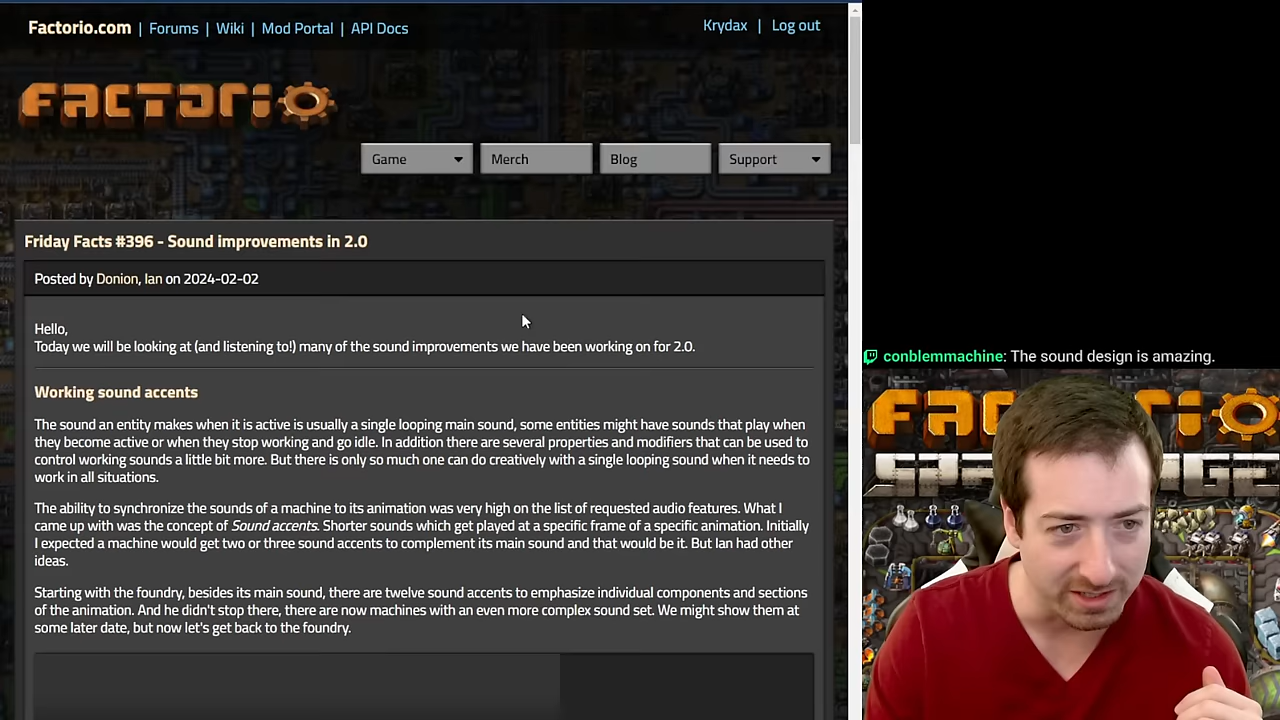 Factorio.com | Forums | Wiki | Mod Portal | API Docs
Krydax | Log out
FACTORIO
Game
Merch
Blog
Support
Friday Facts #396 - Sound improvements in 2.0
Posted by Donion, Ian on 2024-02-02
Hello,
Today we will be looking at (and listening to!) many of the sound improvements we have been working on for 2.0.
Working sound accents
The sound an entity makes when it is active is usually a single looping main sound, some entities might have sounds that play when
they become active or when they stop working and go idle. In addition there are several properties and modifiers that can be used to
control working sounds a little bit more. But there is only so much one can do creatively with a single looping sound when it needs to
work in all situations.
The ability to synchronize the sounds of a machine to its animation was very high on the list of requested audio features. What I
came up with was the concept of Sound accents. Shorter sounds which get played at a specific frame of a specific animation. Initially
I expected a machine would get two or three sound accents to complement its main sound and that would be it. But Ian had other
ideas.
Starting with the foundry, besides its main sound, there are twelve sound accents to emphasize individual components and sections
of the animation. And he didn't stop there, there are now machines with an even more complex sound set. We might show them at
some later date, but now let's get back to the foundry.
conblemmachine: The sound design is amazing.